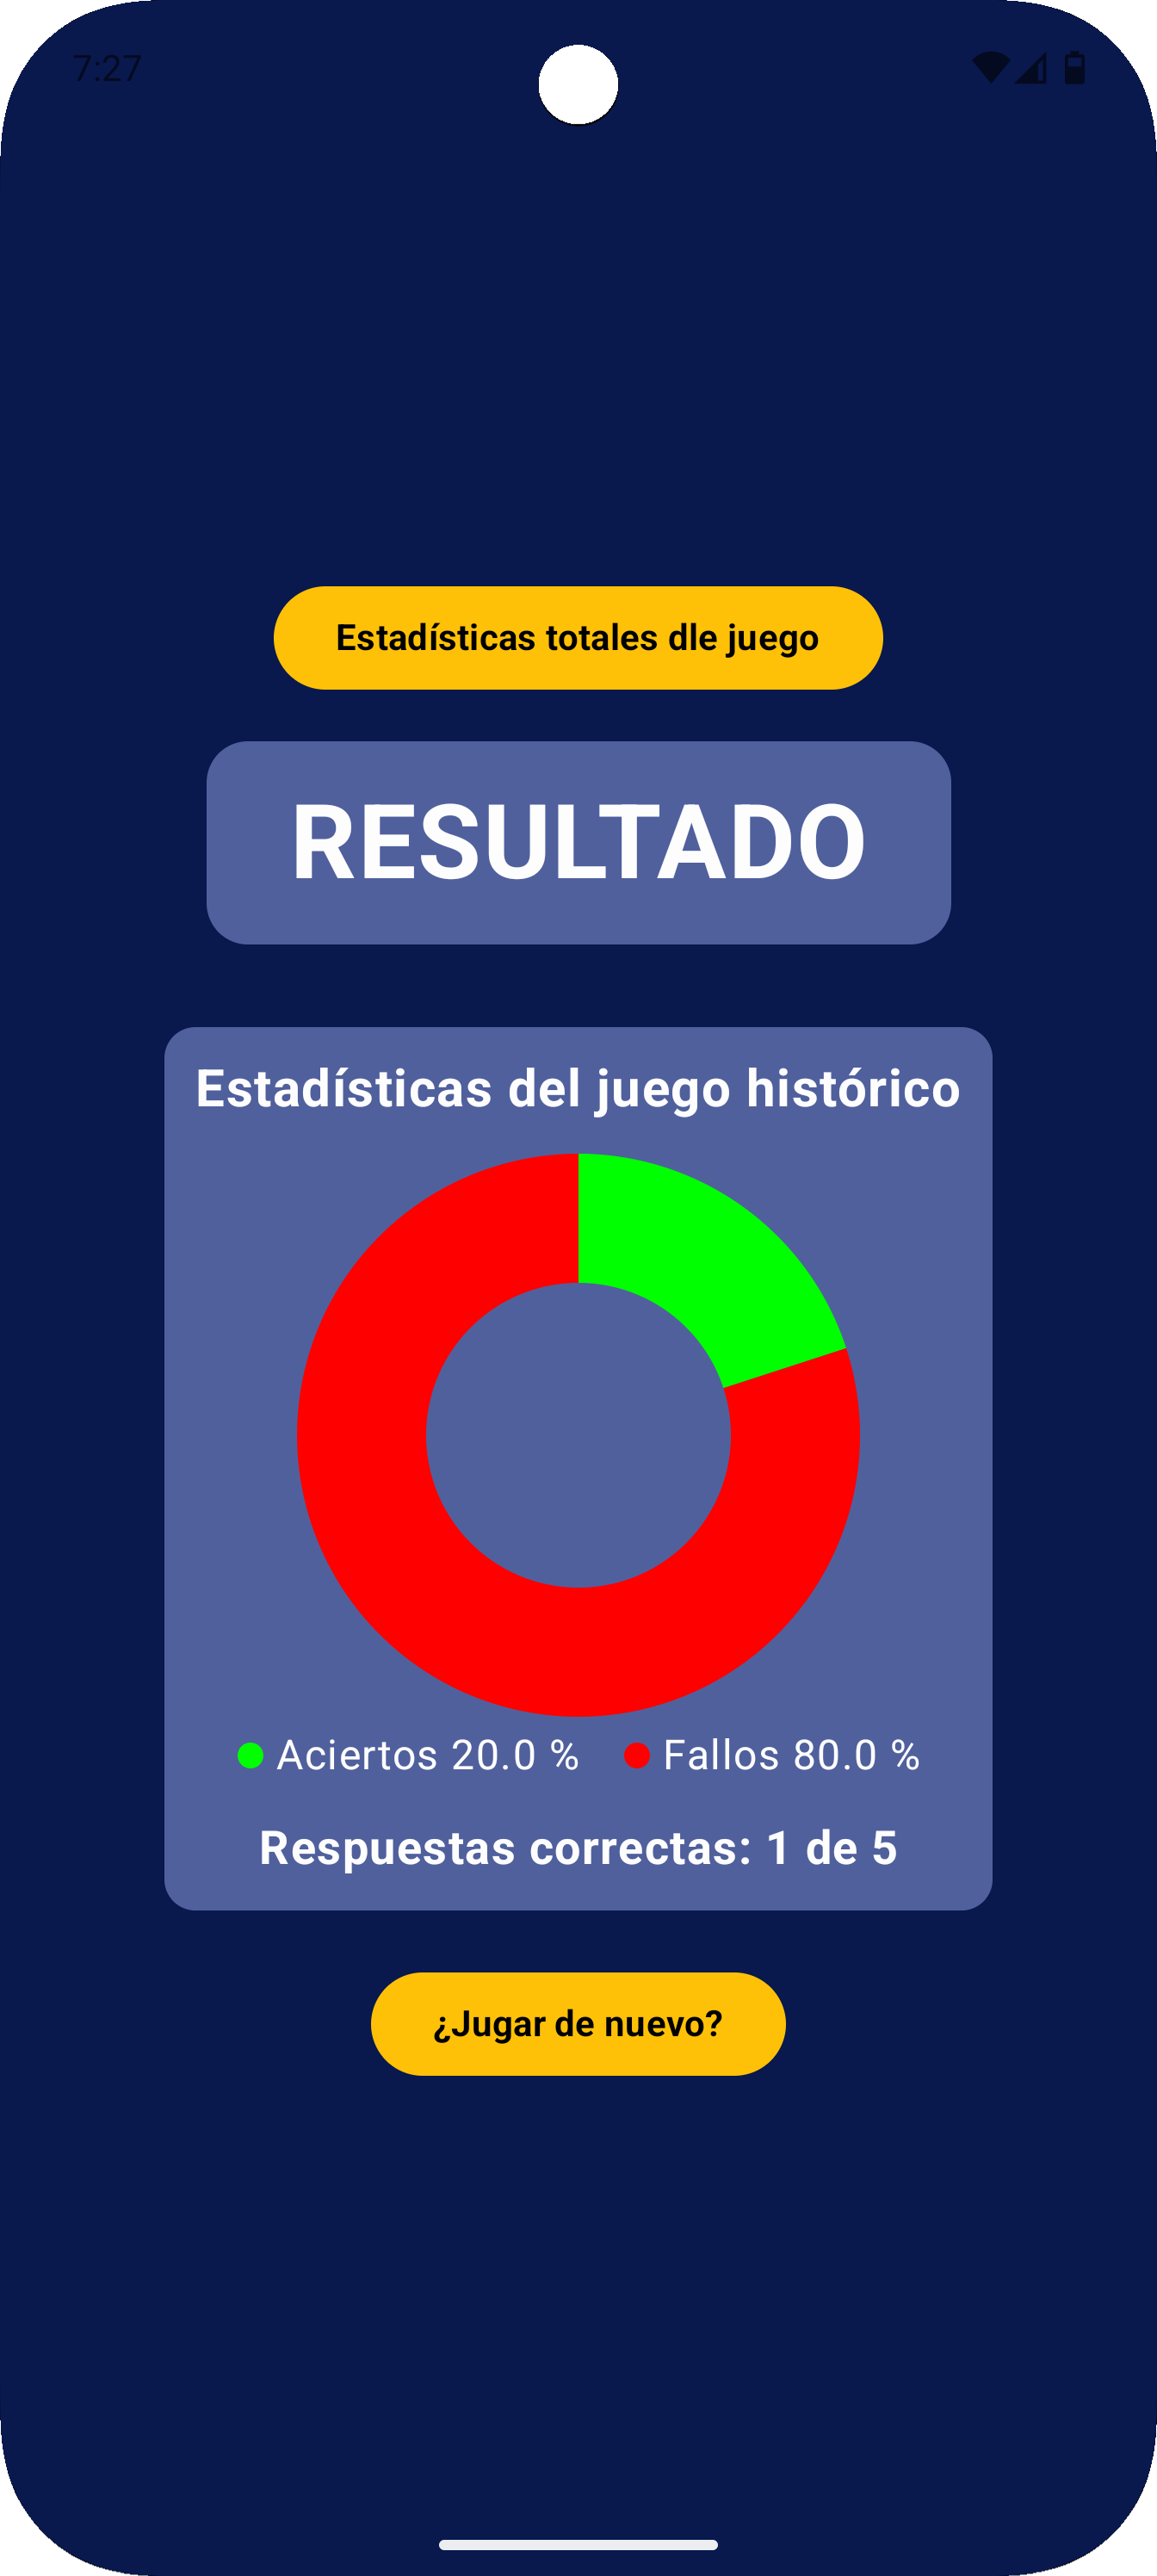 7:27
Estadísticas totales dle juego
RESULTADO
Estadísticas del juego histórico
Aciertos 20.0 % Fallos 80.0 %
Respuestas correctas: 1 de 5
¿Jugar de nuevo?